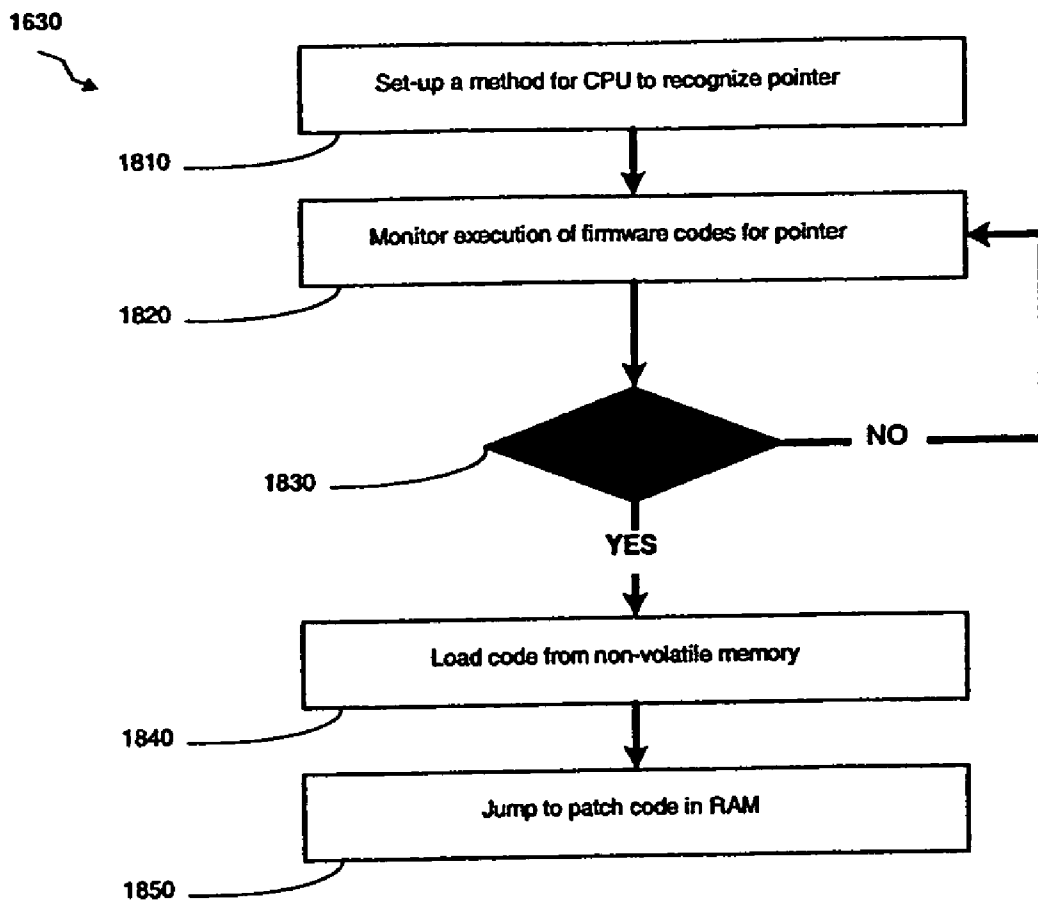 1630
Set-up a method for CPU to recognize pointer
1810
Monitor execution of firmware codes for pointer
1820
1830
NO
YES
Load code from non-volatile memory
1840
Jump to patch code in RAM
1850